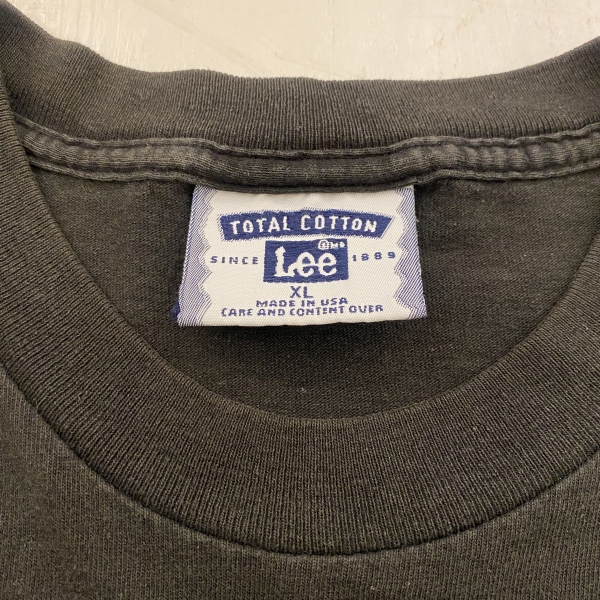 TOTAL COTTON
SINCE Lee 1889
XL
MADE IN USA
CARE AND CONTENT OVER